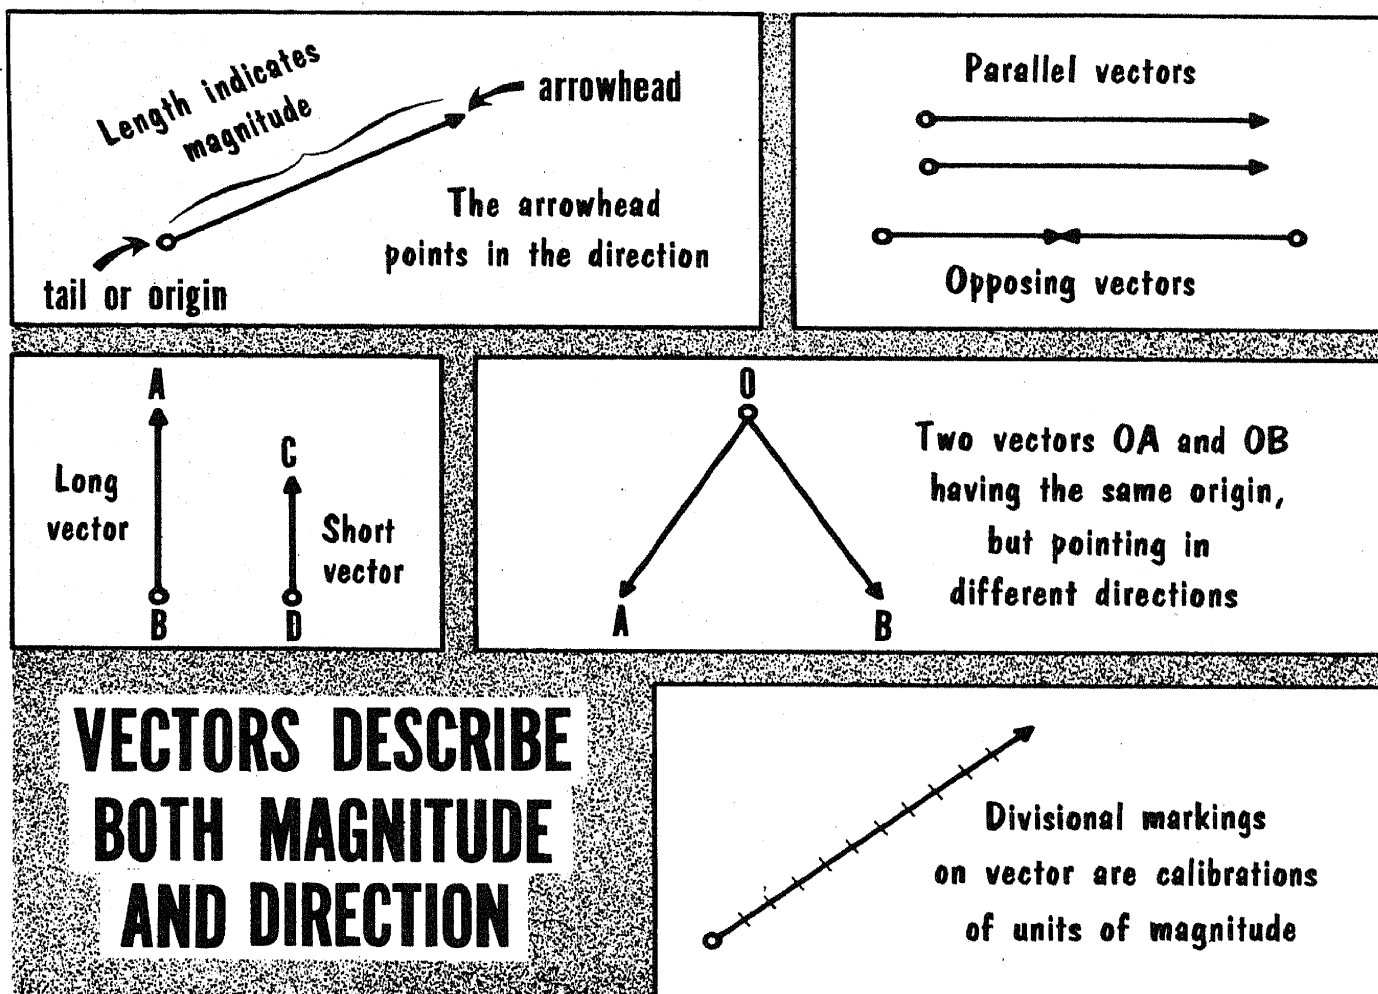 Length indicates
magnitude
arrowhead
The arrowhead
points in the direction
tail or origin
Parallel vectors
Opposing vectors
A
Long
vector
B
C
Short
vector
D
O
A
B
Two vectors OA and OB
having the same origin,
but pointing in
different directions
VECTORS DESCRIBE
BOTH MAGNITUDE
AND DIRECTION
Divisional markings
on vector are calibrations
of units of magnitude